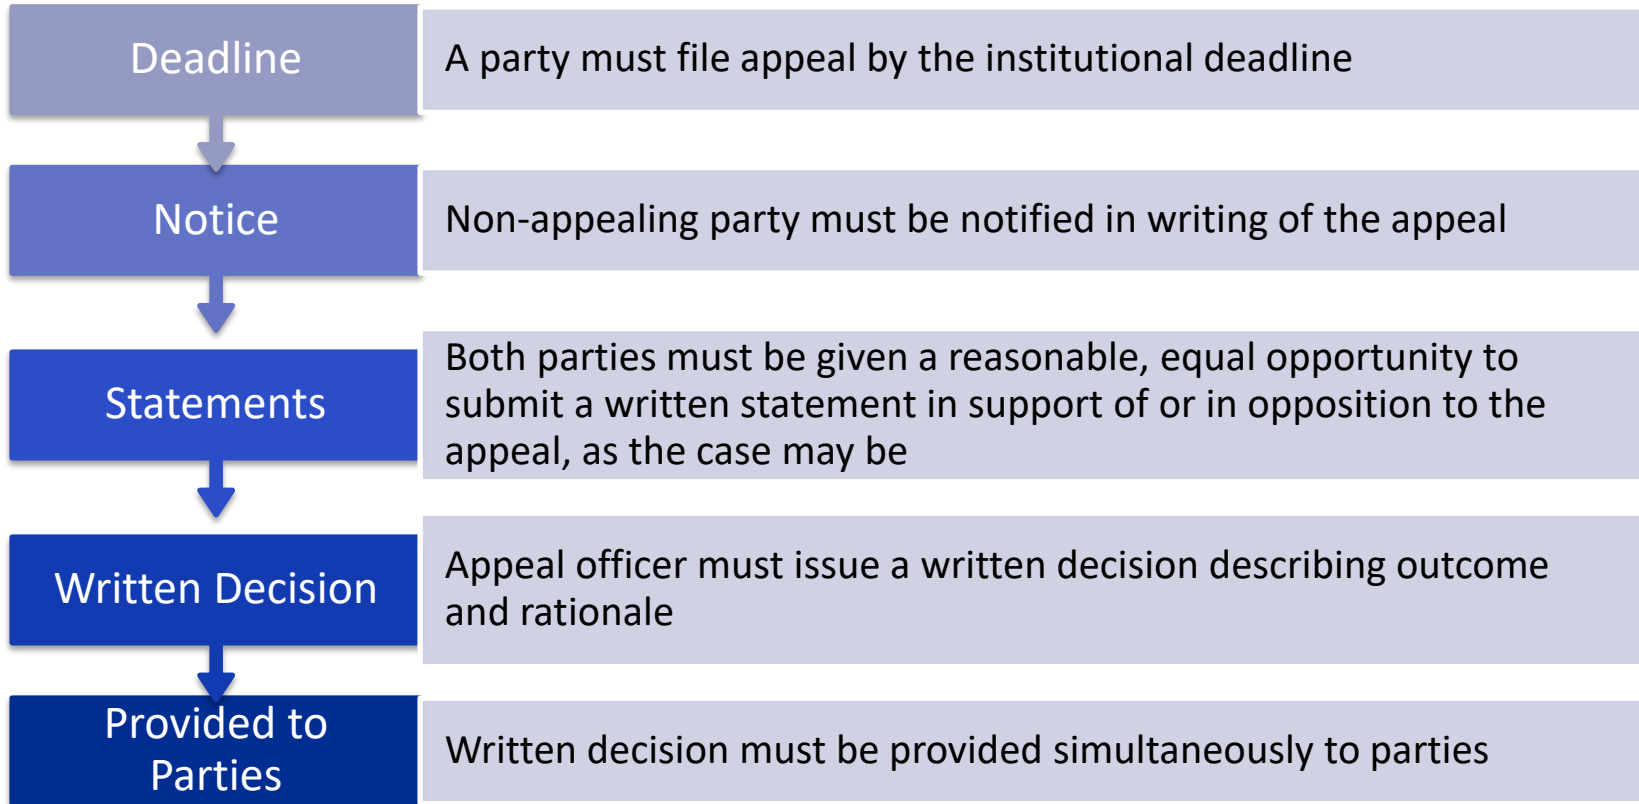 Deadline
A party must file appeal by the institutional deadline
Notice
Non-appealing party must be notified in writing of the appeal
Statements
Both parties must be given a reasonable, equal opportunity to
submit a written statement in support of or in opposition to the
appeal, as the case may be
Written Decision
Appeal officer must issue a written decision describing outcome
and rationale
Provided to
Parties
Written decision must be provided simultaneously to parties